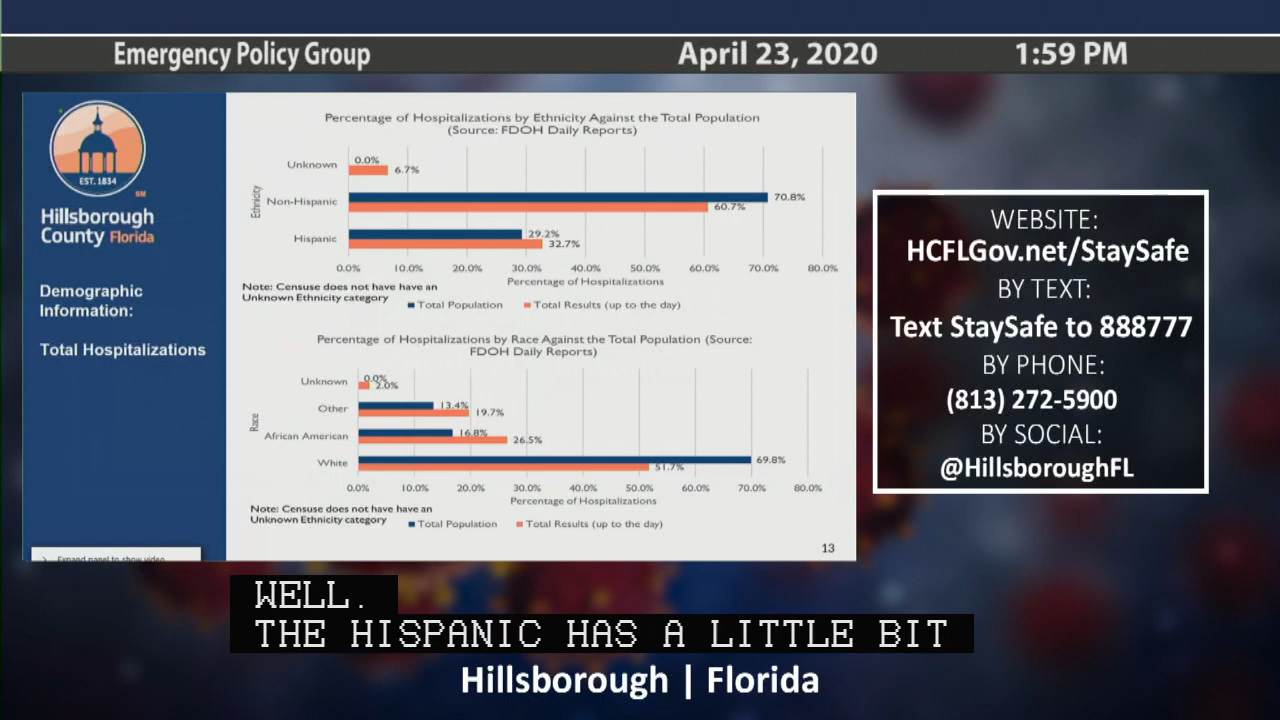 Emergency Policy Group
April 23, 2020
1:59 PM
EST. 1834
SM
Hillsborough
County Florida
Demographic
Information:
Total Hospitalizations
Percentage of Hospitalizations by Ethnicity Against the Total Population
(Source: FDOH Daily Reports)
Ethnicity
Unknown
0.0%
6.7%
Non-Hispanic
70.8%
60.7%
Hispanic
29.2%
32.7%
0.0% 10.0% 20.0% 30.0% 40.0% 50.0% 60.0% 70.0% 80.0%
Percentage of Hospitalizations
Note: Censuse does not have have an
Unknown Ethnicity category
Total Population
Total Results (up to the day)
Percentage of Hospitalizations by Race Against the Total Population (Source:
FDOH Daily Reports)
Race
Unknown
0.0%
2.0%
Other
13.4%
19.7%
African American
16.8%
26.5%
White
69.8%
51.7%
0.0% 10.0% 20.0% 30.0% 40.0% 50.0% 60.0% 70.0% 80.0%
Percentage of Hospitalizations
Note: Censuse does not have have an
Unknown Ethnicity category
Total Population
Total Results (up to the day)
13
Expand panel to show video
WEBSITE:
HCFLGov.net/StaySafe
BY TEXT:
Text StaySafe to 888777
BY PHONE:
(813) 272-5900
BY SOCIAL:
@HillsboroughFL
WELL.
THE HISPANIC HAS A LITTLE BIT
Hillsborough | Florida